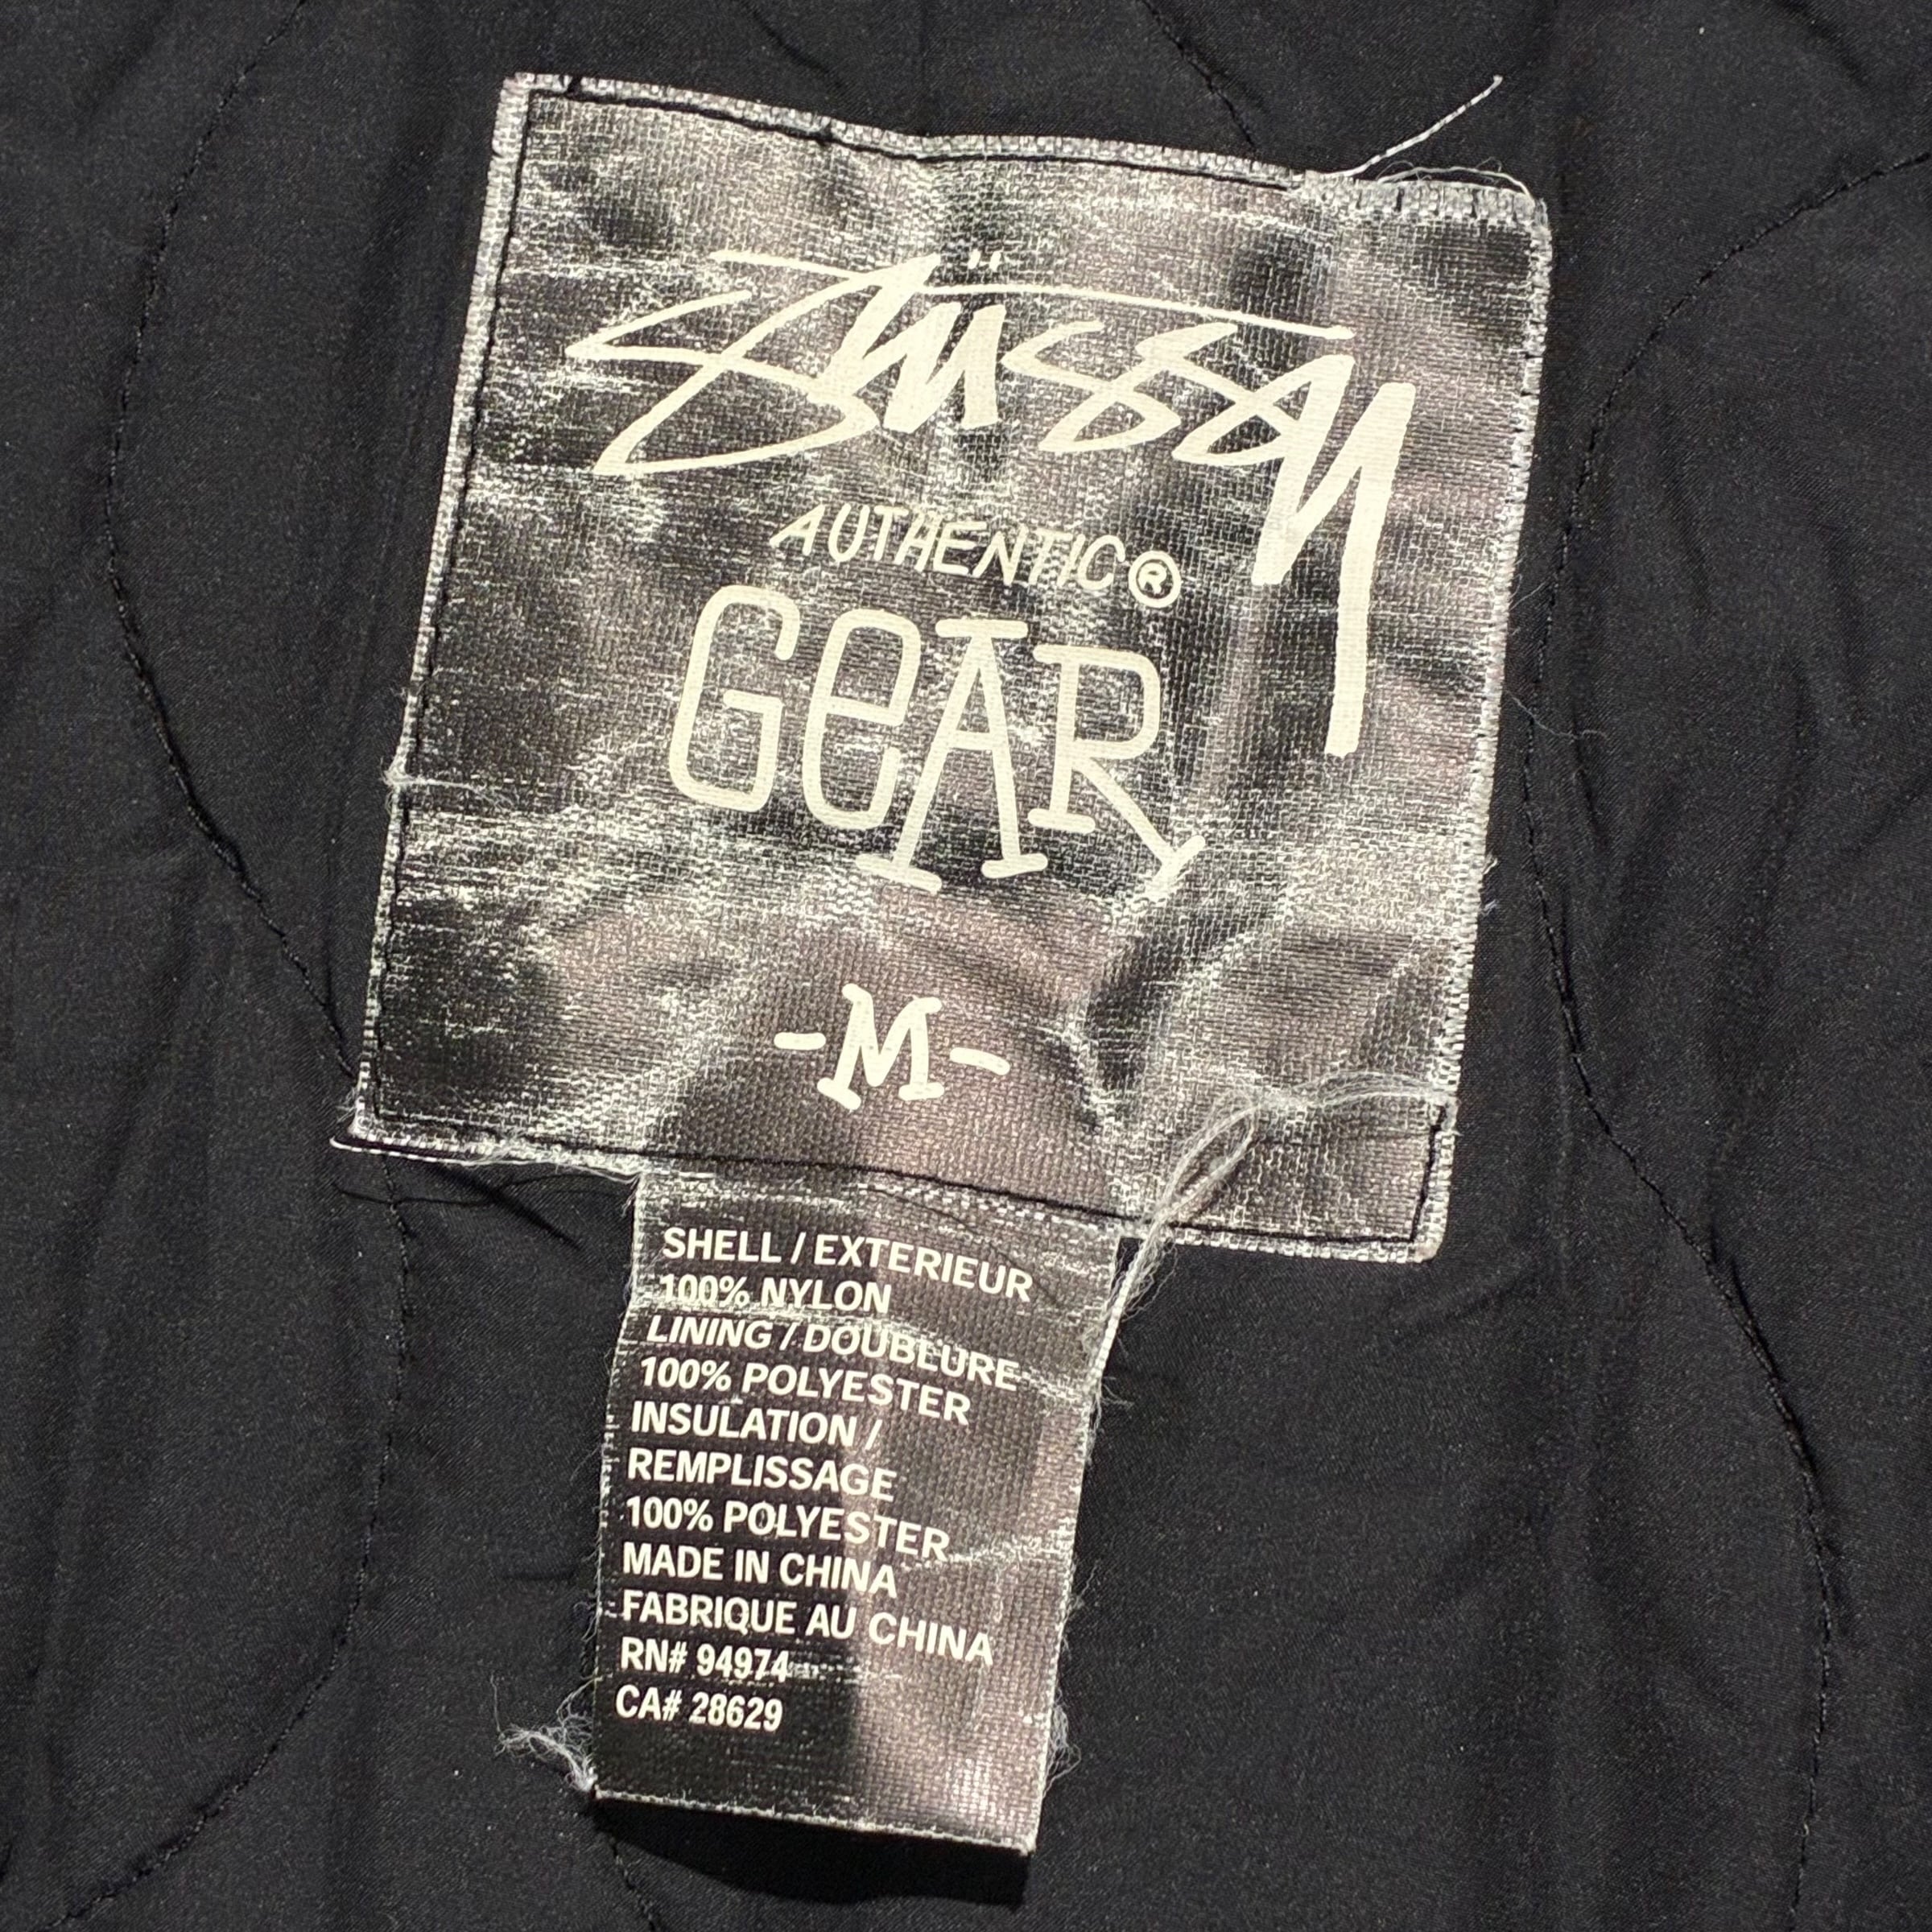 Stüssy
AUTHENTIC®
GEAR
-M-
SHELL / EXTERIEUR
100% NYLON
LINING / DOUBLURE
100% POLYESTER
INSULATION /
REMPLISSAGE
100% POLYESTER
MADE IN CHINA
FABRIQUE AU CHINA
RN# 94974
CA# 28629